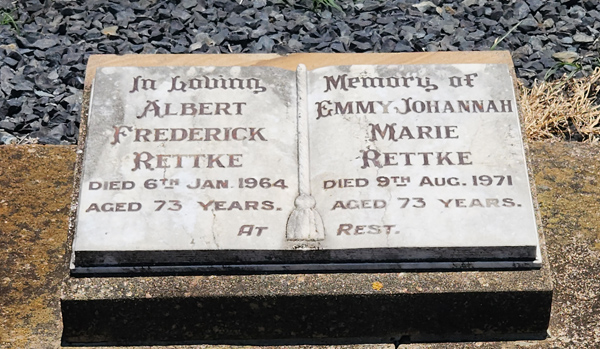 In Loving Memory of
ALBERT
FREDERICK
RETTKE
DIED 6TH JAN. 1964
AGED 73 YEARS.
EMMY JOHANNAH
MARIE
RETTKE
DIED 9TH AUG. 1971
AGED 73 YEARS.
AT REST.